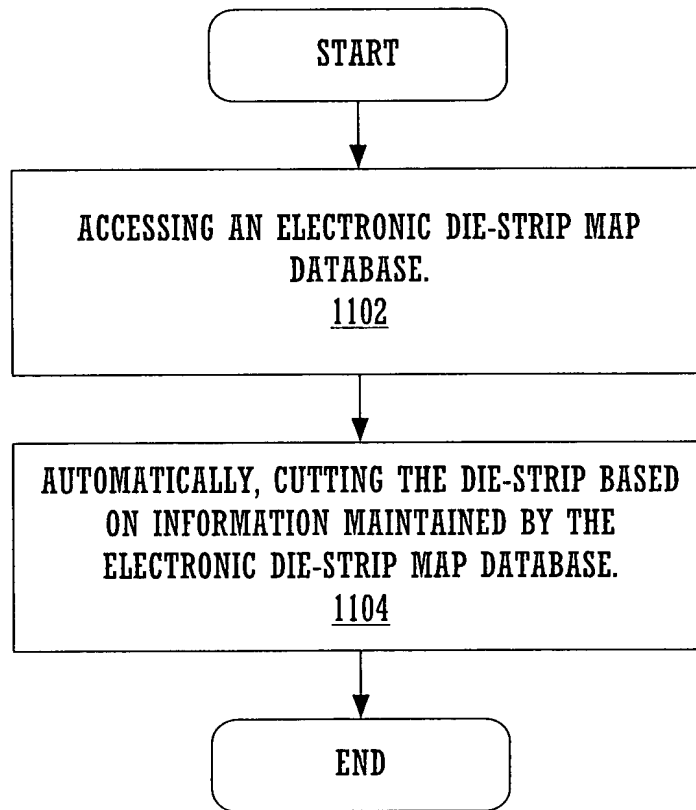 START
ACCESSING AN ELECTRONIC DIE-STRIP MAP
DATABASE.
1102
AUTOMATICALLY, CUTTING THE DIE-STRIP BASED
ON INFORMATION MAINTAINED BY THE
ELECTRONIC DIE-STRIP MAP DATABASE.
1104
END